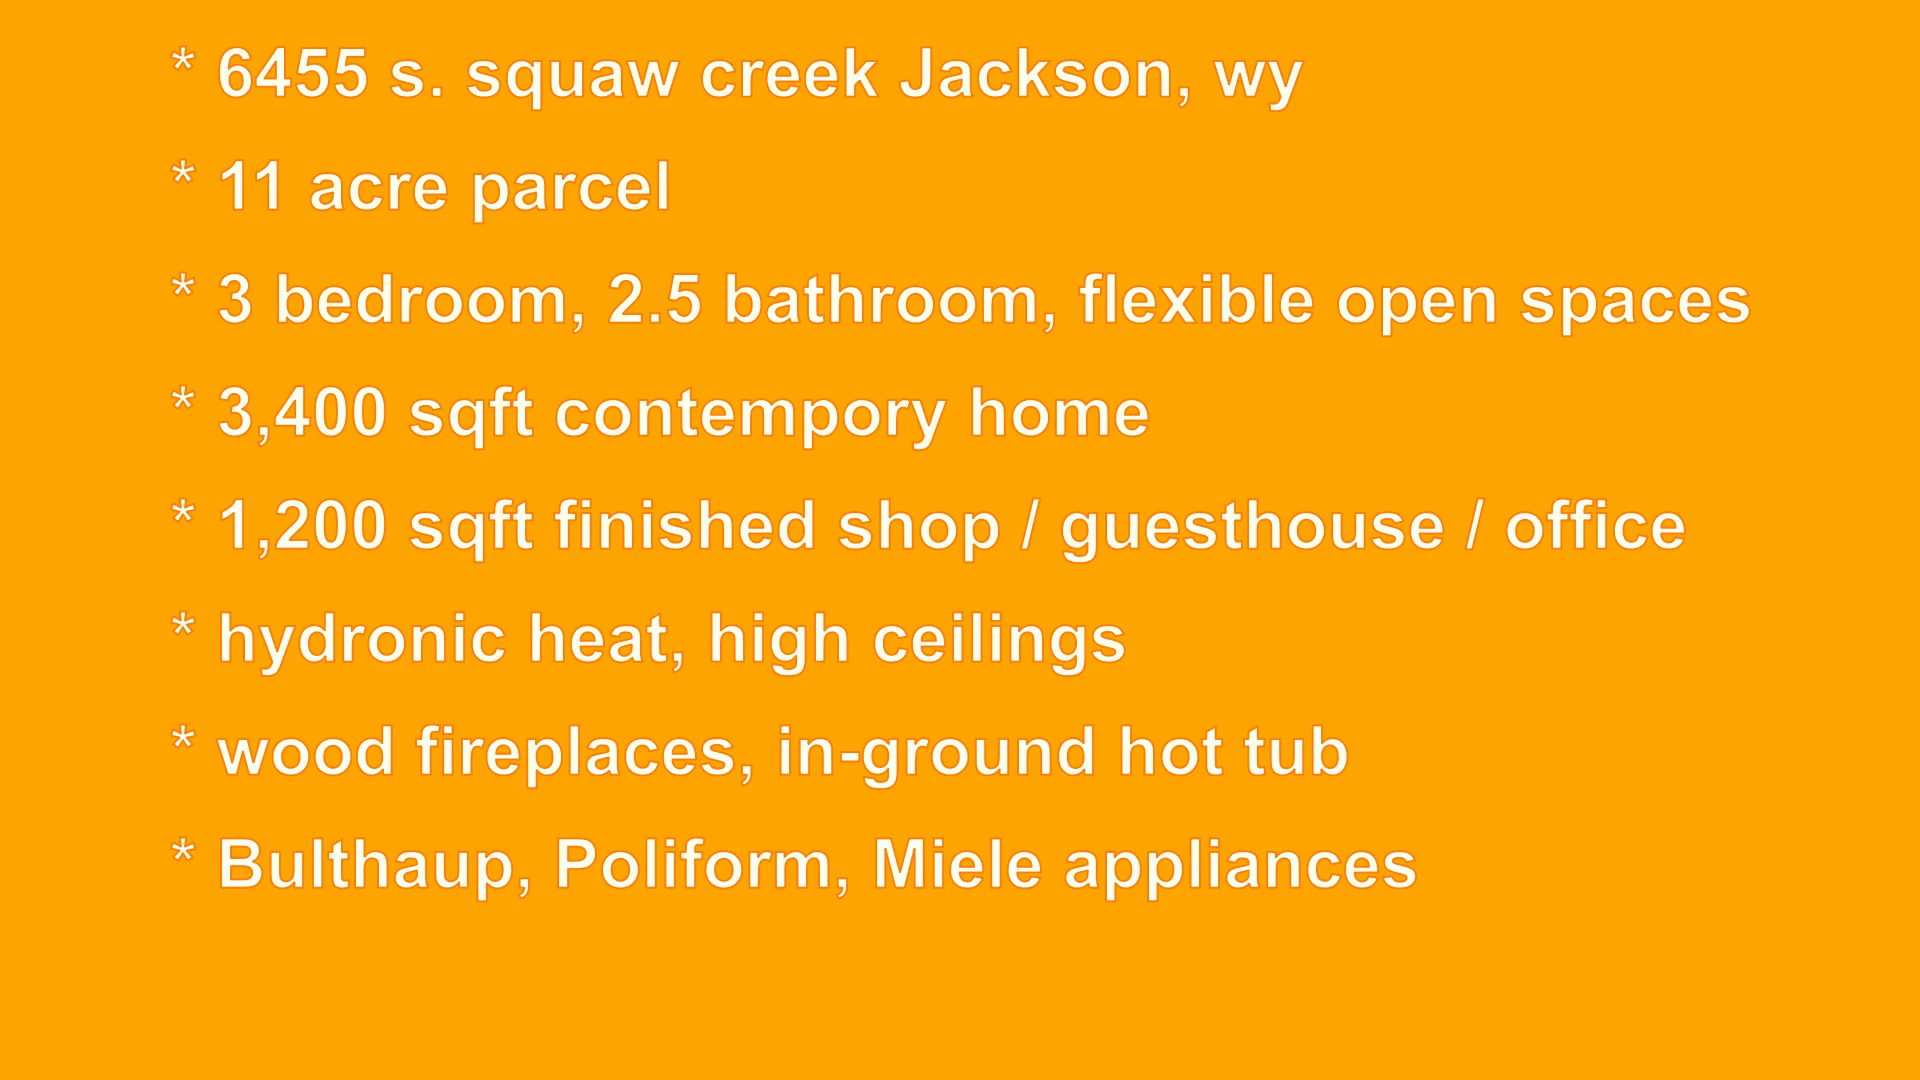 * 6455 s. squaw creek Jackson, wy
* 11 acre parcel
* 3 bedroom, 2.5 bathroom, flexible open spaces
* 3,400 sqft contempory home
* 1,200 sqft finished shop / guesthouse / office
* hydronic heat, high ceilings
* wood fireplaces, in-ground hot tub
* Bulthaup, Poliform, Miele appliances